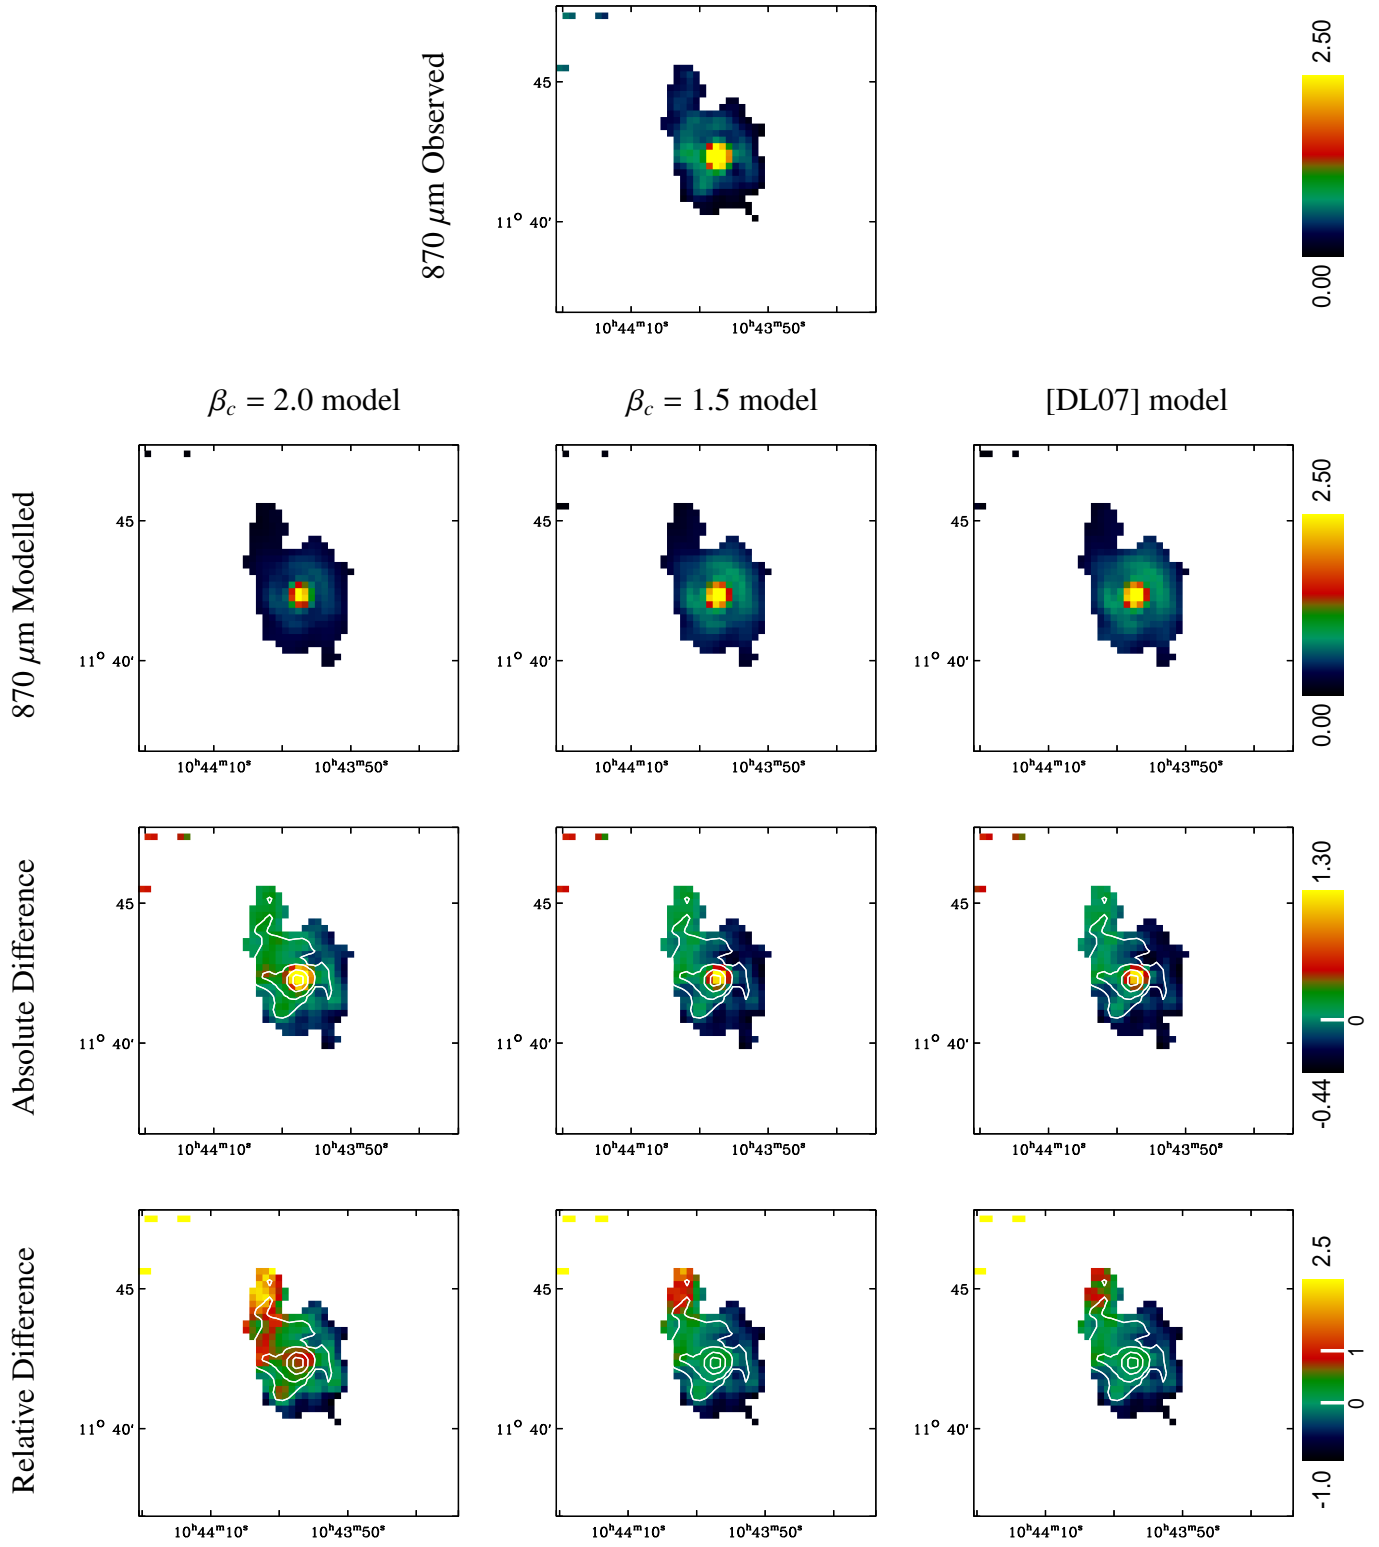 870 μm Observed
45
11° 40′
10ʰ44ᵐ10ˢ 10ʰ43ᵐ50ˢ
2.50
0.00
β_c = 2.0 model
β_c = 1.5 model
[DL07] model
870 μm Modelled
45
11° 40′
10ʰ44ᵐ10ˢ 10ʰ43ᵐ50ˢ
45
11° 40′
10ʰ44ᵐ10ˢ 10ʰ43ᵐ50ˢ
45
11° 40′
10ʰ44ᵐ10ˢ 10ʰ43ᵐ50ˢ
2.50
0.00
Absolute Difference
45
11° 40′
10ʰ44ᵐ10ˢ 10ʰ43ᵐ50ˢ
45
11° 40′
10ʰ44ᵐ10ˢ 10ʰ43ᵐ50ˢ
45
11° 40′
10ʰ44ᵐ10ˢ 10ʰ43ᵐ50ˢ
1.30
0
-0.44
Relative Difference
45
11° 40′
10ʰ44ᵐ10ˢ 10ʰ43ᵐ50ˢ
45
11° 40′
10ʰ44ᵐ10ˢ 10ʰ43ᵐ50ˢ
45
11° 40′
10ʰ44ᵐ10ˢ 10ʰ43ᵐ50ˢ
2.5
1
0
-1.0